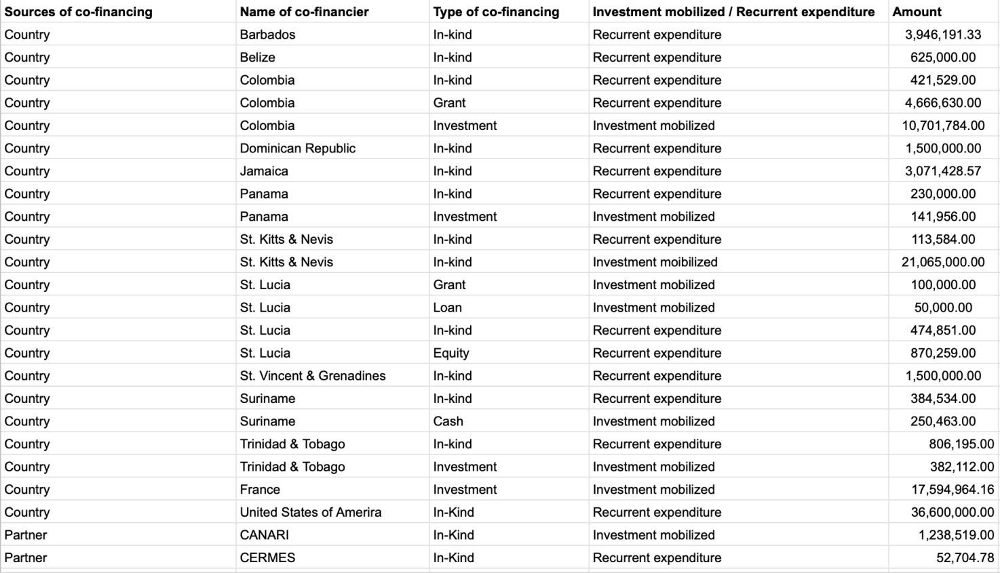 Sources of co-financing Name of co-financier Type of co-financing Investment mobilized / Recurrent expenditure Amount
Country Barbados In-kind Recurrent expenditure 3,946,191.33
Country Belize In-kind Recurrent expenditure 625,000.00
Country Colombia In-kind Recurrent expenditure 421,529.00
Country Colombia Grant Recurrent expenditure 4,666,630.00
Country Colombia Investment Investment mobilized 10,701,784.00
Country Dominican Republic In-kind Recurrent expenditure 1,500,000.00
Country Jamaica In-kind Recurrent expenditure 3,071,428.57
Country Panama In-kind Recurrent expenditure 230,000.00
Country Panama Investment Investment mobilized 141,956.00
Country St. Kitts & Nevis In-kind Recurrent expenditure 113,584.00
Country St. Kitts & Nevis In-kind Investment moibilized 21,065,000.00
Country St. Lucia Grant Investment mobilized 100,000.00
Country St. Lucia Loan Investment mobilized 50,000.00
Country St. Lucia In-kind Recurrent expenditure 474,851.00
Country St. Lucia Equity Recurrent expenditure 870,259.00
Country St. Vincent & Grenadines In-kind Recurrent expenditure 1,500,000.00
Country Suriname In-kind Recurrent expenditure 384,534.00
Country Suriname Cash Investment mobilized 250,463.00
Country Trinidad & Tobago In-kind Recurrent expenditure 806,195.00
Country Trinidad & Tobago Investment Investment mobilized 382,112.00
Country France Investment Investment mobilized 17,594,964.16
Country United States of Amerira In-Kind Recurrent expenditure 36,600,000.00
Partner CANARI In-Kind Investment mobilized 1,238,519.00
Partner CERMES In-Kind Recurrent expenditure 52,704.78